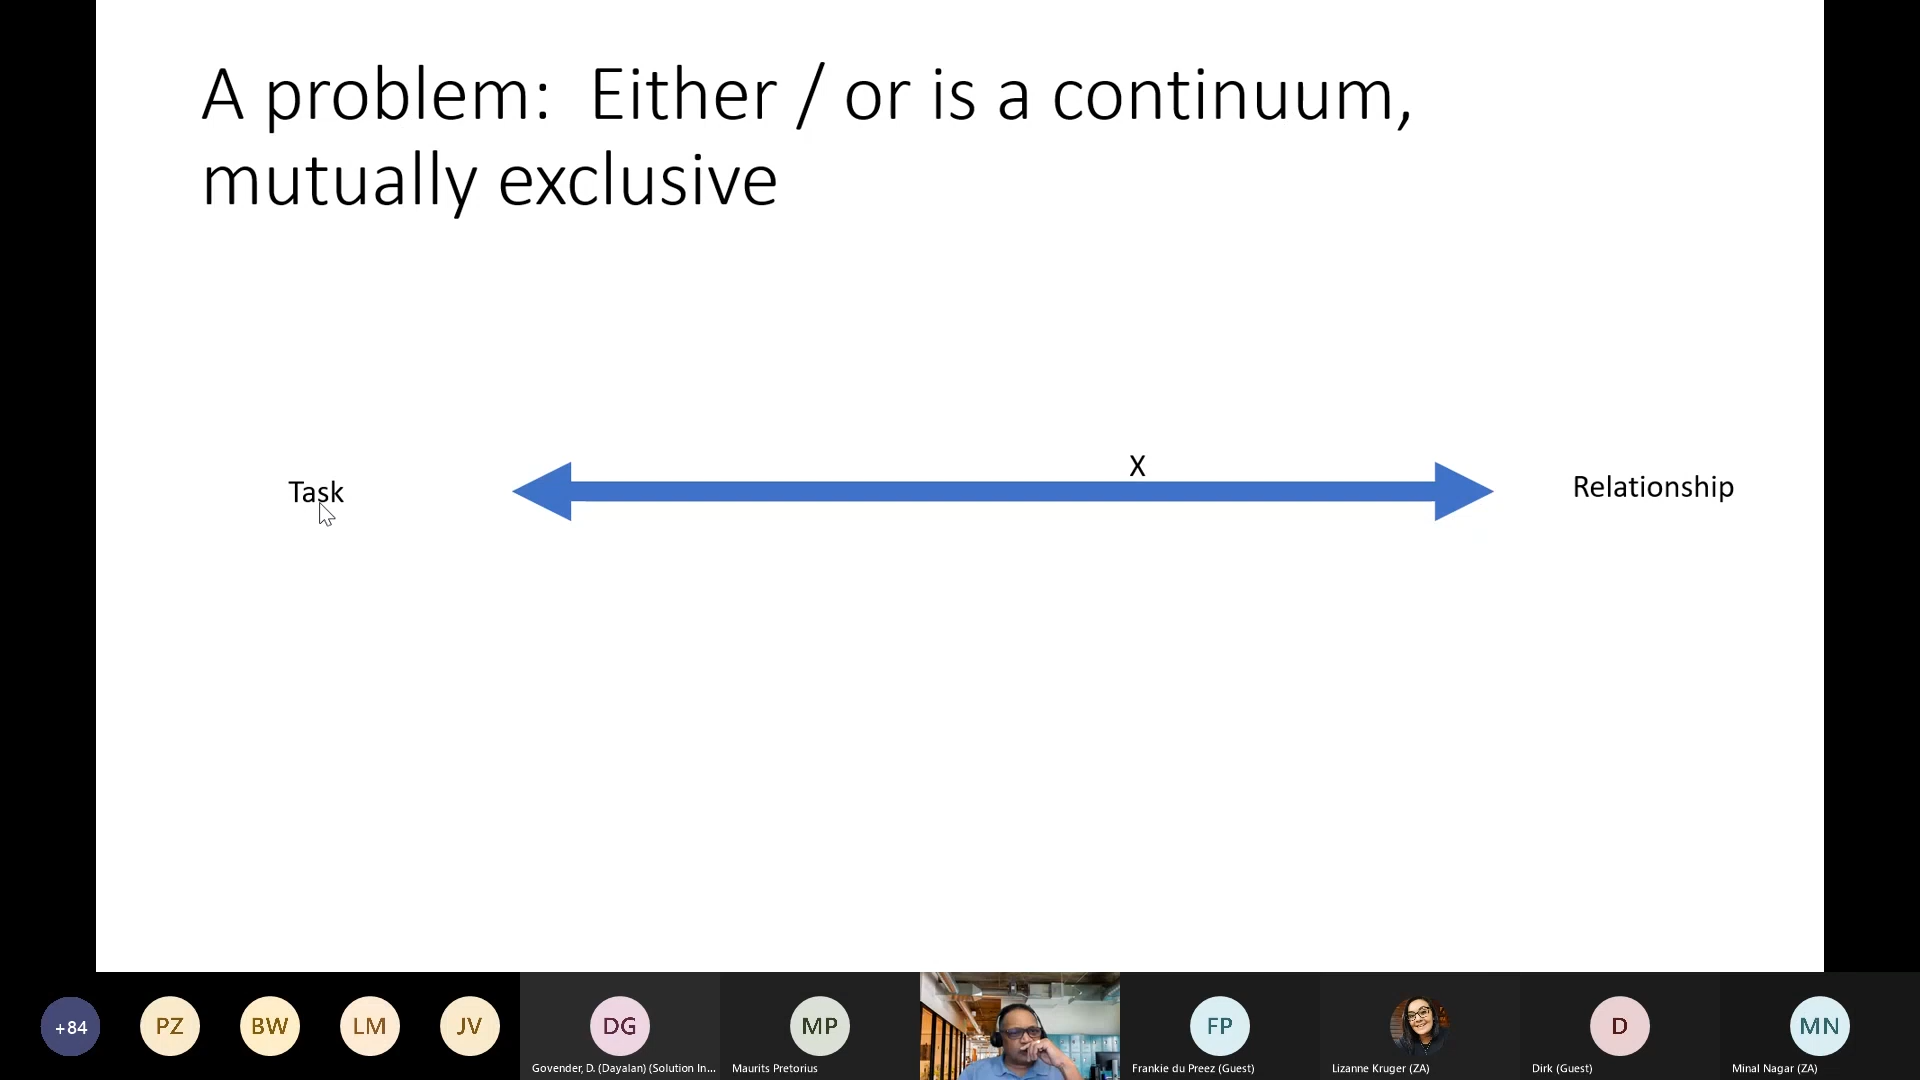 A problem:  Either / or is a continuum,
mutually exclusive
X
Task
Relationship
+84
PZ
BW
LM
JV
DG
MP
FP
D
MN
Govender, D. (Dayalan) (Solution In...
Maurits Pretorius
Frankie du Preez (Guest)
Lizanne Kruger (ZA)
Dirk (Guest)
Minal Nagar (ZA)